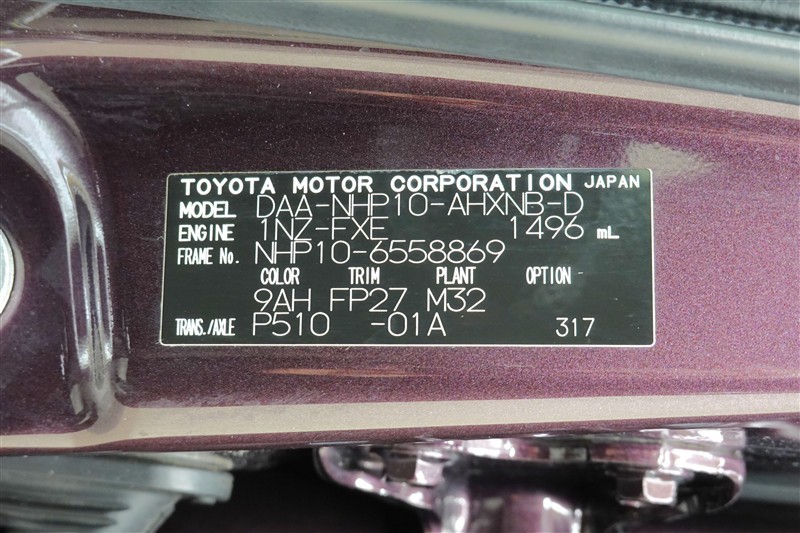 TOYOTA MOTOR CORPORATION JAPAN
MODEL DAA-NHP10-AHXNB-D
ENGINE 1NZ-FXE 1496 mL
FRAME No. NHP10-6558869
COLOR TRIM PLANT OPTION
9AH FP27 M32
TRANS./AXLE P510 -01A 317